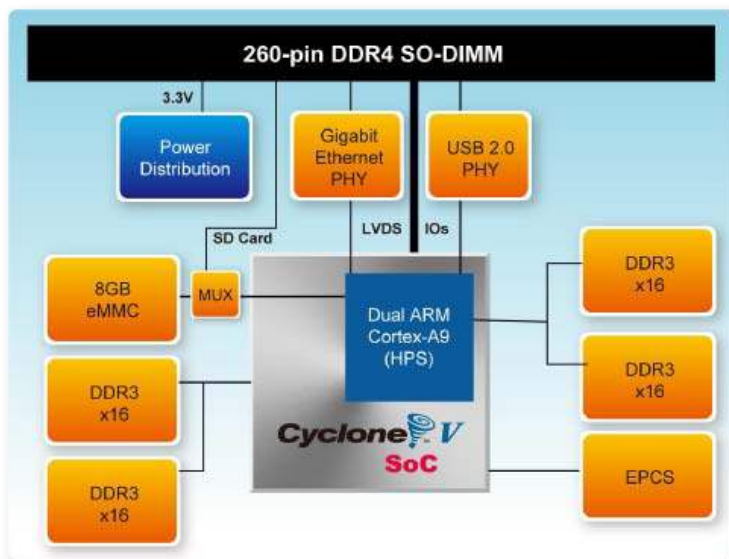 260-pin DDR4 SO-DIMM
3.3V
Power
Distribution
Gigabit
Ethernet
PHY
USB 2.0
PHY
SD Card
LVDS
IOs
8GB
eMMC
MUX
Dual ARM
Cortex-A9
(HPS)
DDR3
x16
DDR3
x16
DDR3
x16
DDR3
x16
Cyclone V
SoC
EPCS